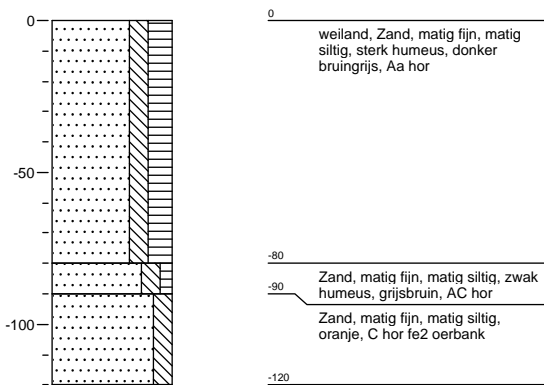 0
-50
-100
0
weiland, Zand, matig fijn, matig
siltig, sterk humeus, donker
bruingrijs, Aa hor
-80
Zand, matig fijn, matig siltig, zwak
humeus, grijsbruin, AC hor
-90
Zand, matig fijn, matig siltig,
oranje, C hor fe2 oerbank
-120